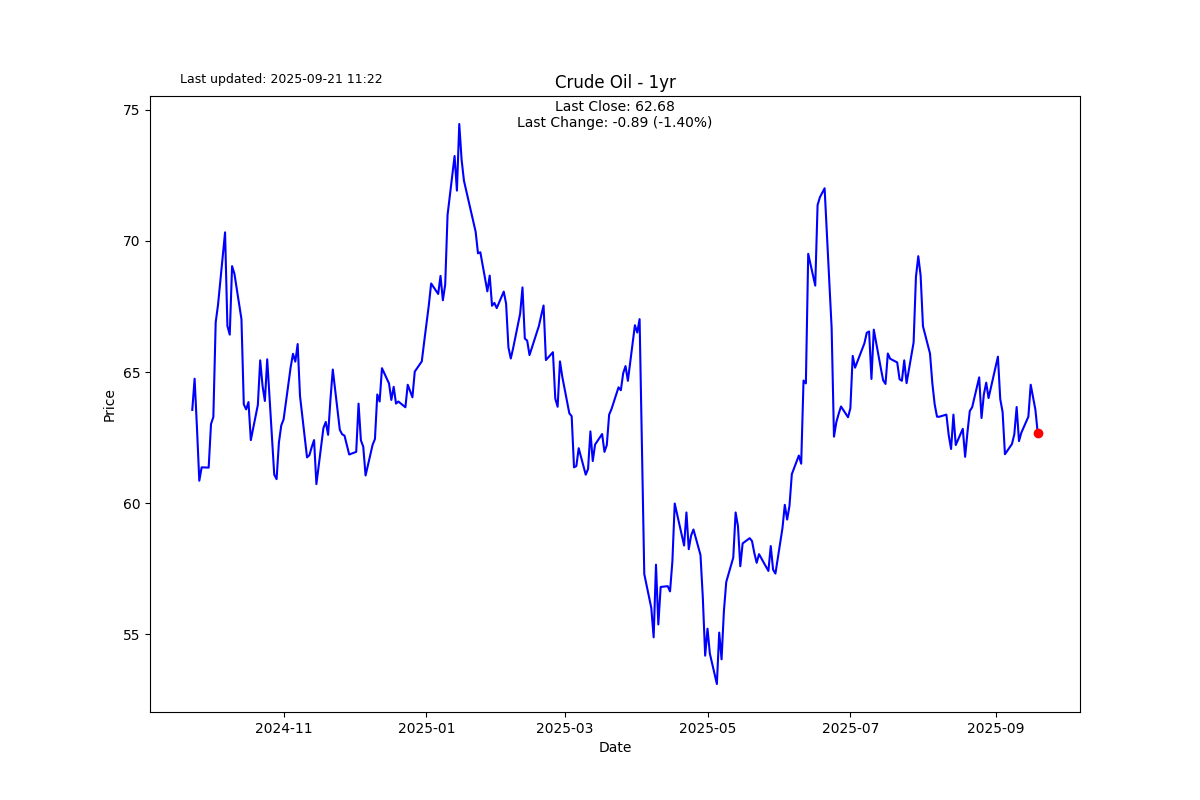 Last updated: 2025-09-21 11:22
Crude Oil - 1yr
Last Close: 62.68
Last Change: -0.89 (-1.40%)
75
70
65
60
55
Price
2024-11
2025-01
2025-03
2025-05
2025-07
2025-09
Date